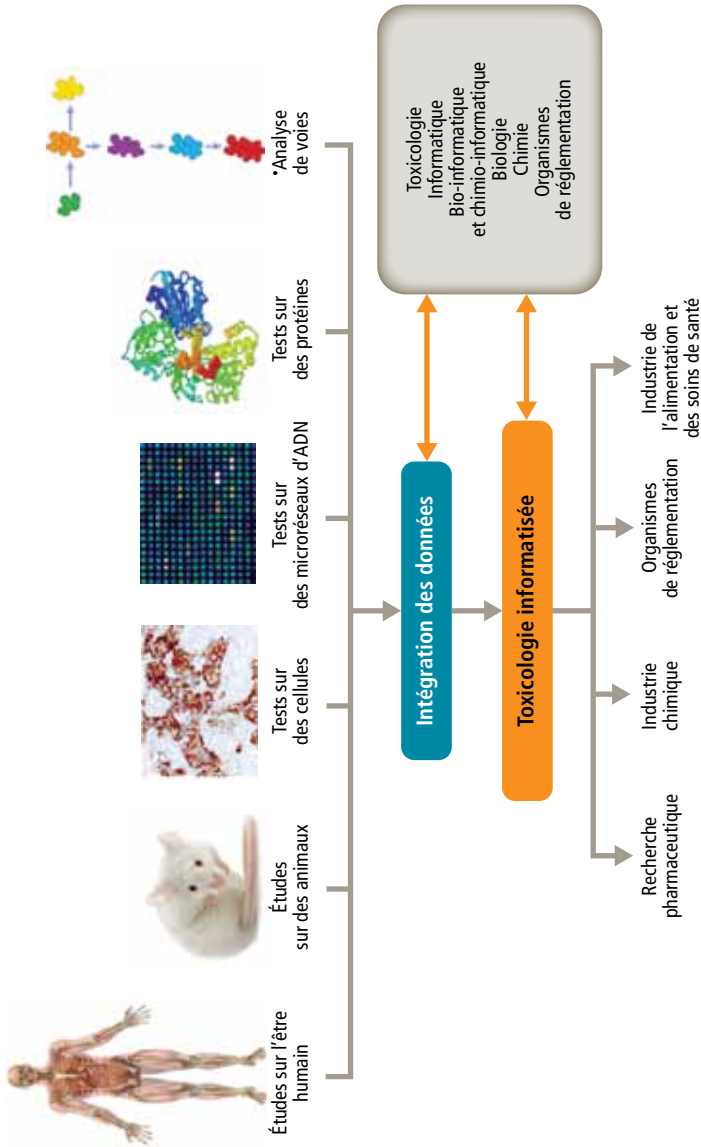 Études sur l'être
humain
Études
sur des animaux
Tests sur
des cellules
Tests sur
des microréseaux d'ADN
Tests sur
des protéines
•Analyse
de voies
Intégration des données
Toxicologie informatisée
Toxicologie
Informatique
Bio-informatique
et chimio-informatique
Biologie
Chimie
Organismes
de réglementation
Recherche
pharmaceutique
Industrie
chimique
Organismes
de réglementation
Industrie de
l'alimentation et
des soins de santé